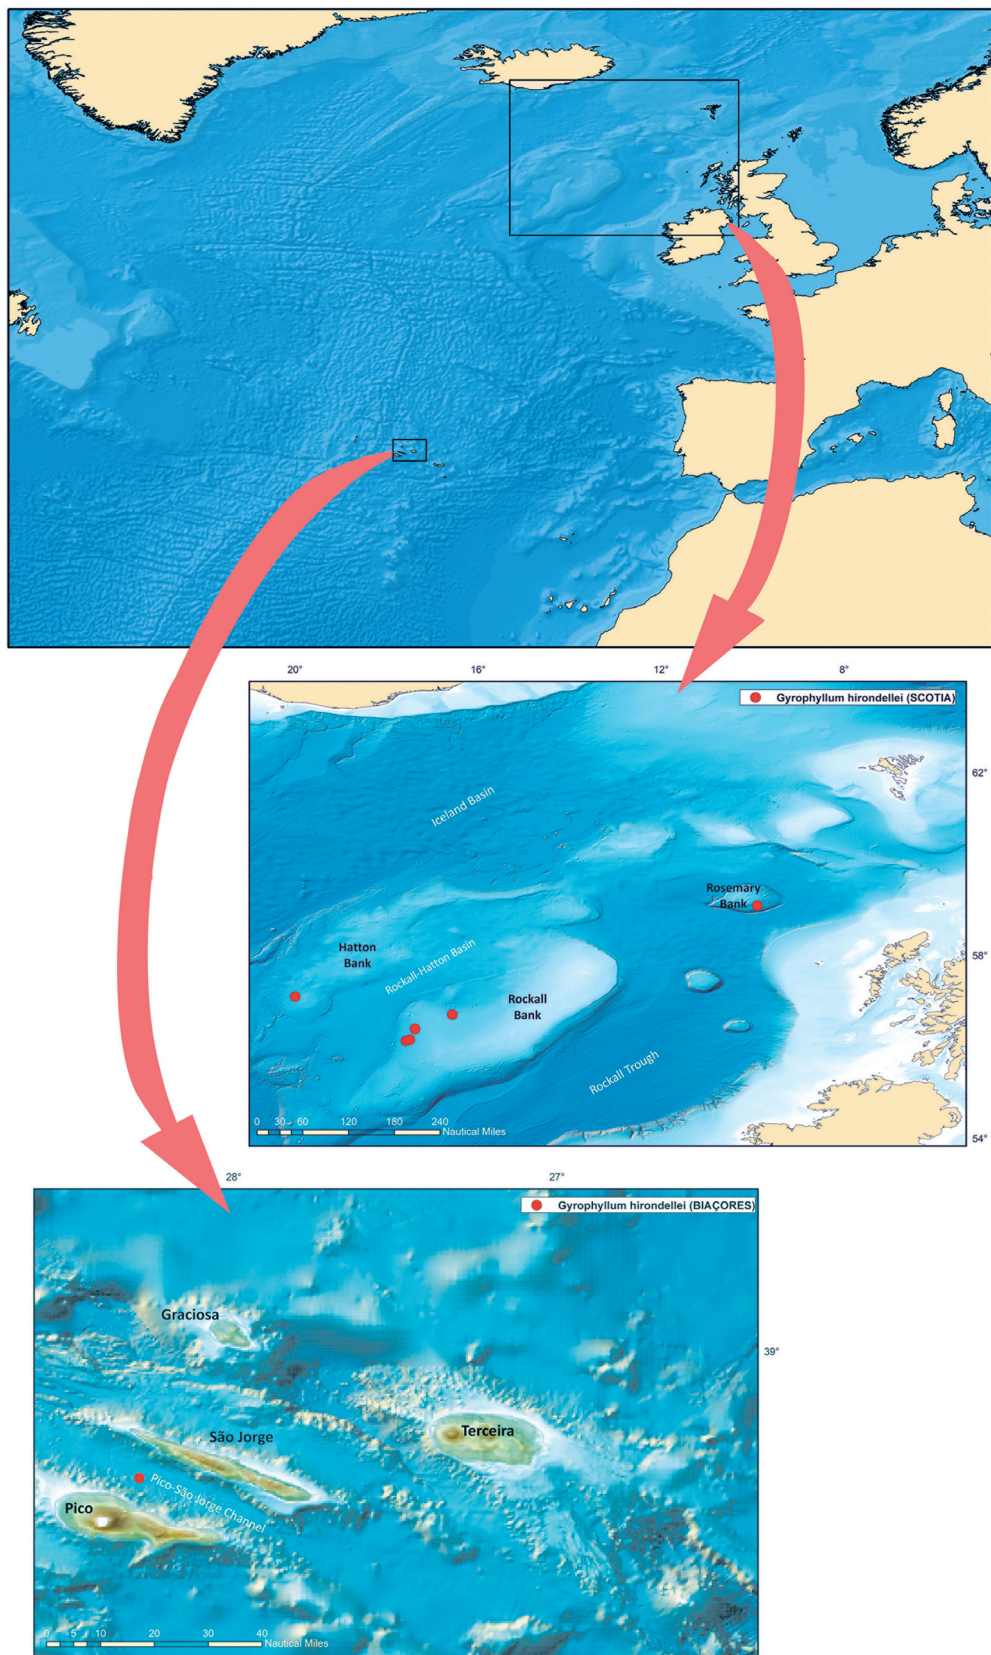 20°
16°
12°
8°
Gyrophyllum hirondellei (SCOTIA)
62°
Iceland Basin
Rosemary
Bank
Hatton
Bank
Rockall-Hatton Basin
58°
Rockall
Bank
Rockall Trough
0 30 60 120 180 240
Nautical Miles
54°
28°
27°
Gyrophyllum hirondellei (BIAÇORES)
Graciosa
39°
São Jorge
Terceira
Pico-São Jorge Channel
Pico
0 5 10 20 30 40
Nautical Miles